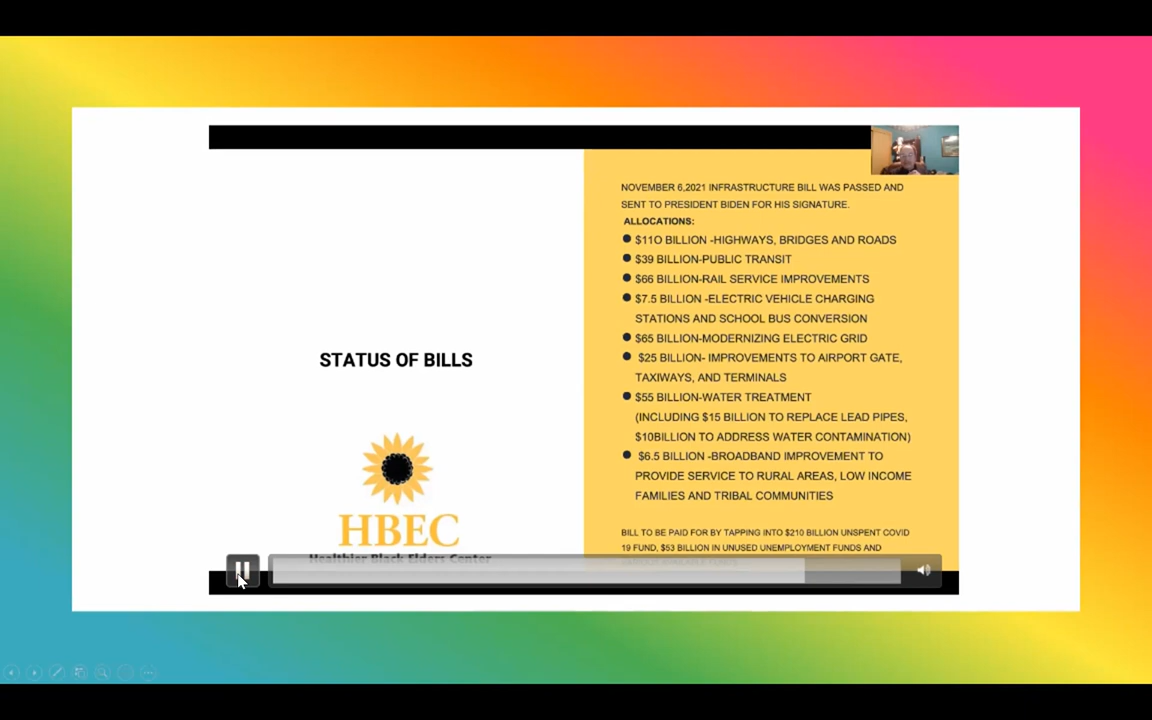 STATUS OF BILLS
HBEC
Healthier Black Elders Center
NOVEMBER 6,2021 INFRASTRUCTURE BILL WAS PASSED AND
SENT TO PRESIDENT BIDEN FOR HIS SIGNATURE.
ALLOCATIONS:
● $11O BILLION -HIGHWAYS, BRIDGES AND ROADS
● $39 BILLION-PUBLIC TRANSIT
● $66 BILLION-RAIL SERVICE IMPROVEMENTS
● $7.5 BILLION -ELECTRIC VEHICLE CHARGING
STATIONS AND SCHOOL BUS CONVERSION
● $65 BILLION-MODERNIZING ELECTRIC GRID
● $25 BILLION- IMPROVEMENTS TO AIRPORT GATE,
TAXIWAYS, AND TERMINALS
● $55 BILLION-WATER TREATMENT
(INCLUDING $15 BILLION TO REPLACE LEAD PIPES,
$10BILLION TO ADDRESS WATER CONTAMINATION)
● $6.5 BILLION -BROADBAND IMPROVEMENT TO
PROVIDE SERVICE TO RURAL AREAS, LOW INCOME
FAMILIES AND TRIBAL COMMUNITIES
BILL TO BE PAID FOR BY TAPPING INTO $210 BILLION UNSPENT COVID
19 FUND, $53 BILLION IN UNUSED UNEMPLOYMENT FUNDS AND